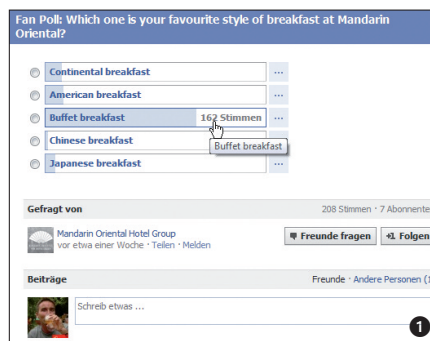 Fan Poll: Which one is your favourite style of breakfast at Mandarin
Oriental?
Continental breakfast ...
American breakfast ...
Buffet breakfast 162 Stimmen ...
Chinese breakfast
Buffet breakfast
Japanese breakfast ...
Gefragt von 208 Stimmen · 7 Abonnente
Mandarin Oriental Hotel Group
vor etwa einer Woche · Teilen · Melden
Freunde fragen +1 Folgen
Beiträge Freunde · Andere Personen (1
Schreib etwas ...
1